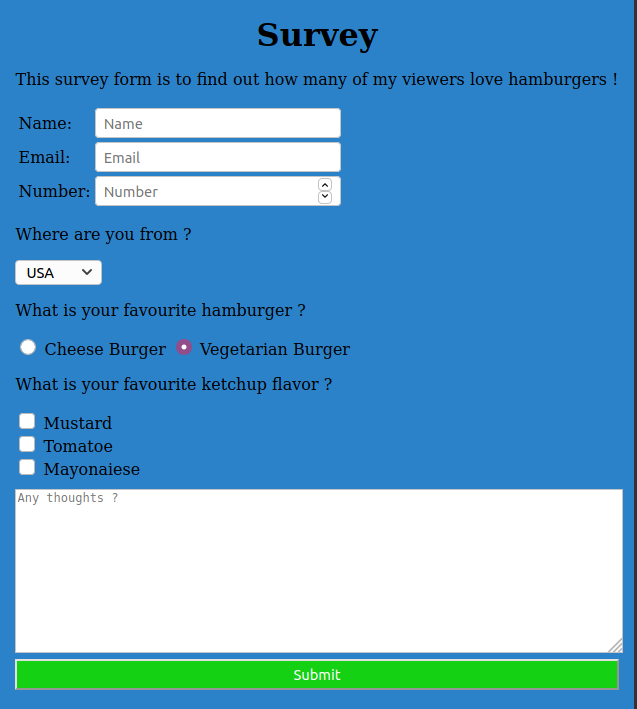 Survey
This survey form is to find out how many of my viewers love hamburgers !
Name: Name
Email: Email
Number: Number
Where are you from ?
USA
What is your favourite hamburger ?
Cheese Burger Vegetarian Burger
What is your favourite ketchup flavor ?
Mustard
Tomatoe
Mayonaiese
Any thoughts ?
Submit